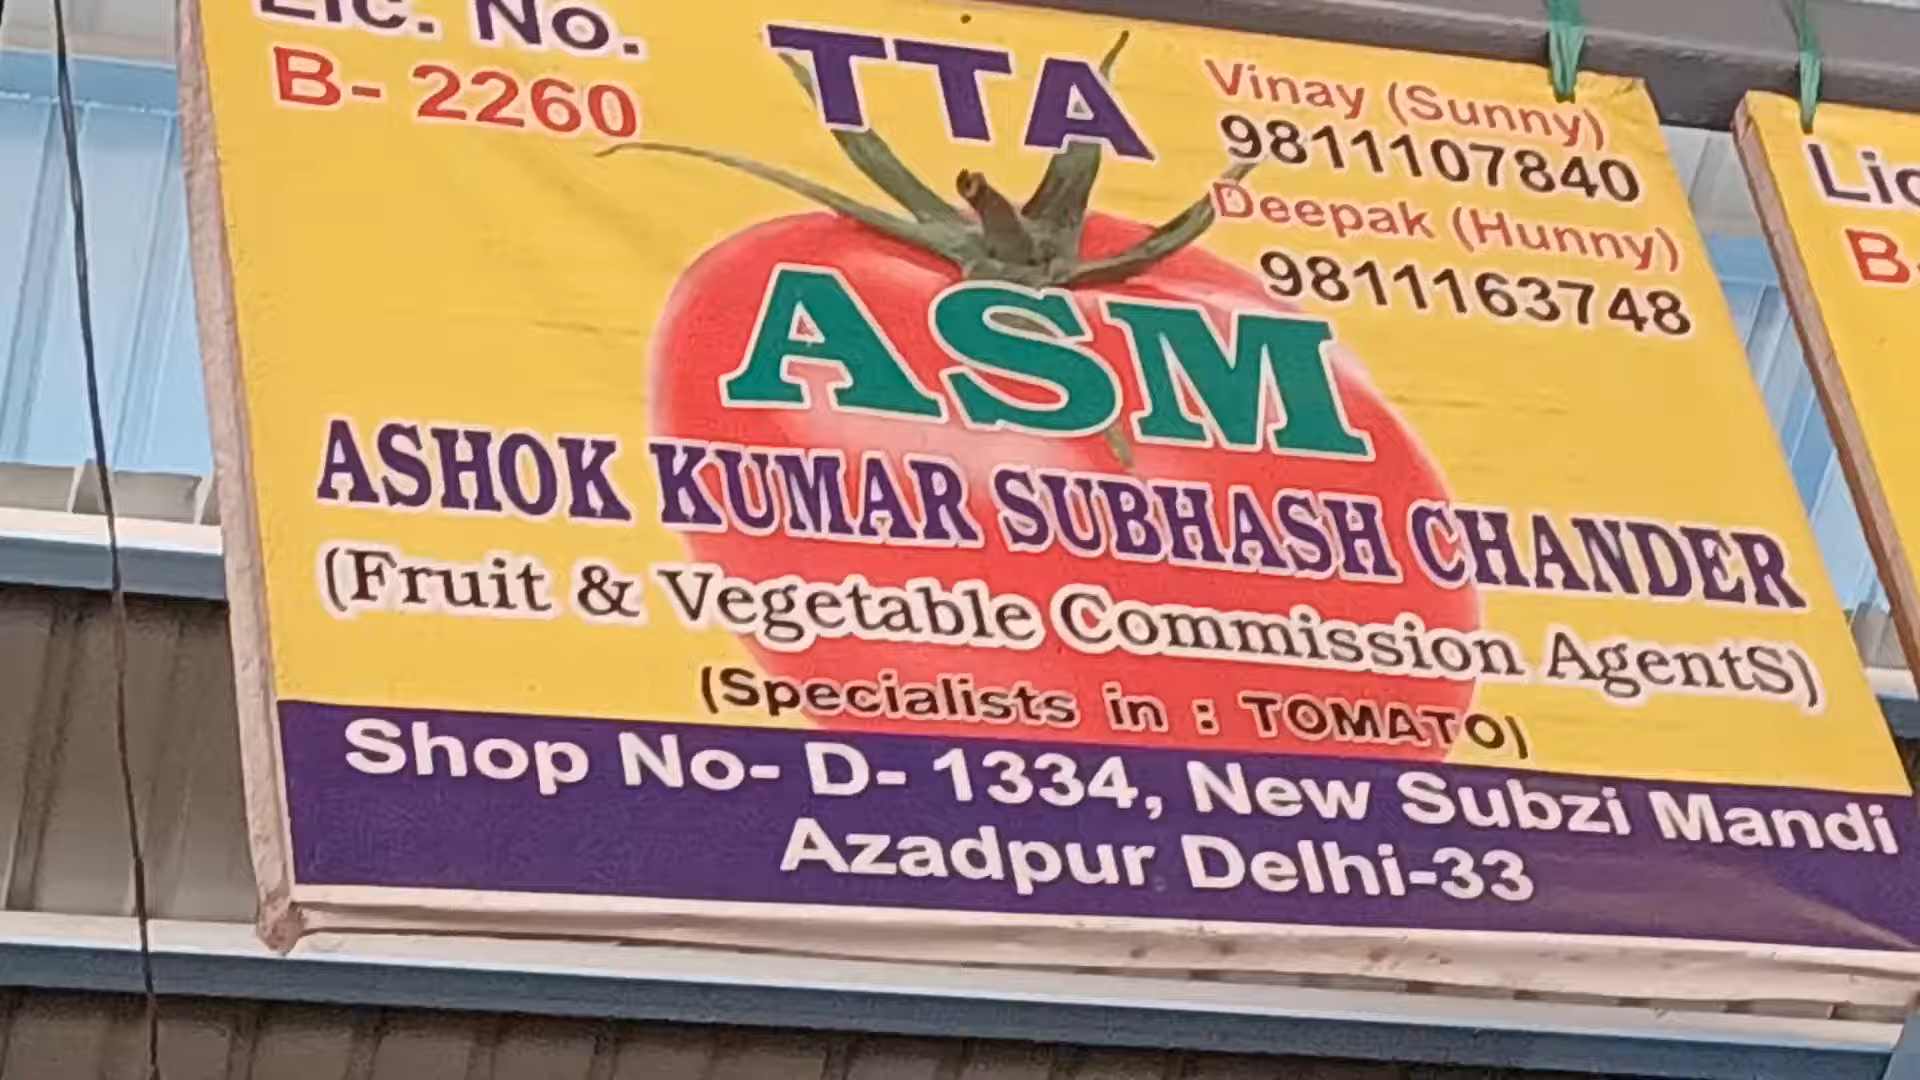 Lic. No.
B- 2260
TTA
Vinay (Sunny)
9811107840
Deepak (Hunny)
9811163748
ASM
ASHOK KUMAR SUBHASH CHANDER
(Fruit & Vegetable Commission AgentS)
(Specialists in : TOMATO)
Shop No- D- 1334, New Subzi Mandi
Azadpur Delhi-33
Lic
B-